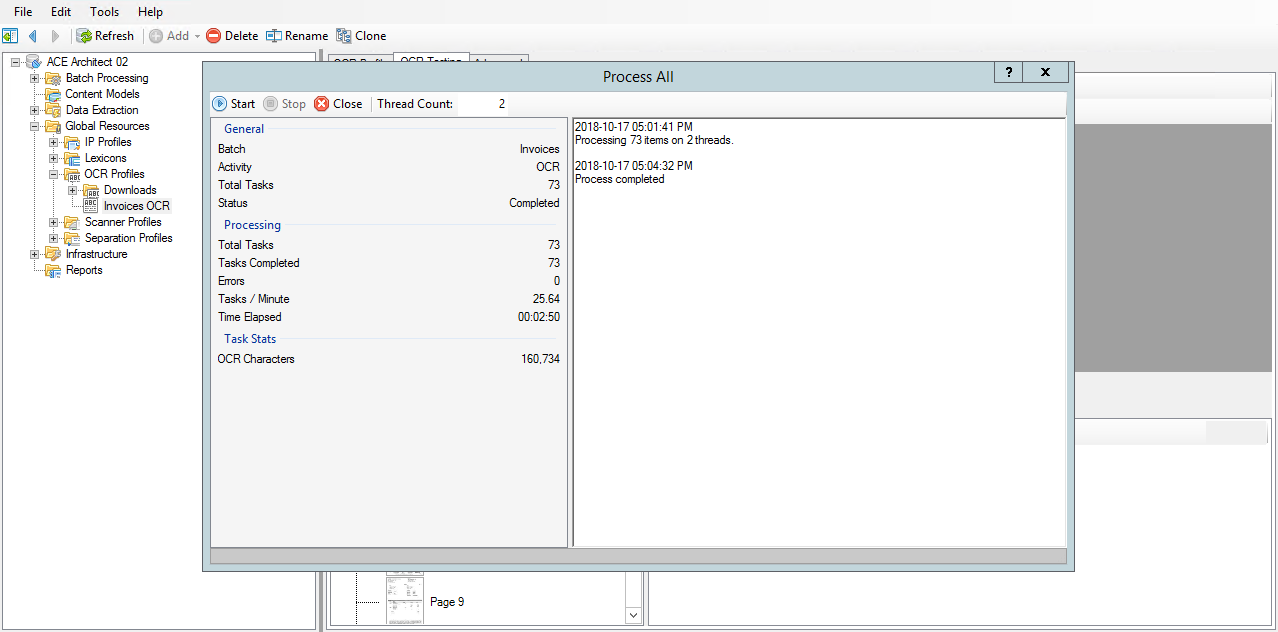 File Edit Tools Help
Refresh Add Delete Rename Clone
ACE Architect 02
Batch Processing
Content Models
Data Extraction
Global Resources
IP Profiles
Lexicons
OCR Profiles
Downloads
Invoices OCR
Scanner Profiles
Separation Profiles
Infrastructure
Reports
Process All
? X
Start Stop Close Thread Count: 2
General
Batch Invoices
Activity OCR
Total Tasks 73
Status Completed
Processing
Total Tasks 73
Tasks Completed 73
Errors 0
Tasks / Minute 25.64
Time Elapsed 00:02:50
Task Stats
OCR Characters 160,734
2018-10-17 05:01:41 PM
Processing 73 items on 2 threads.
2018-10-17 05:04:32 PM
Process completed
Page 9